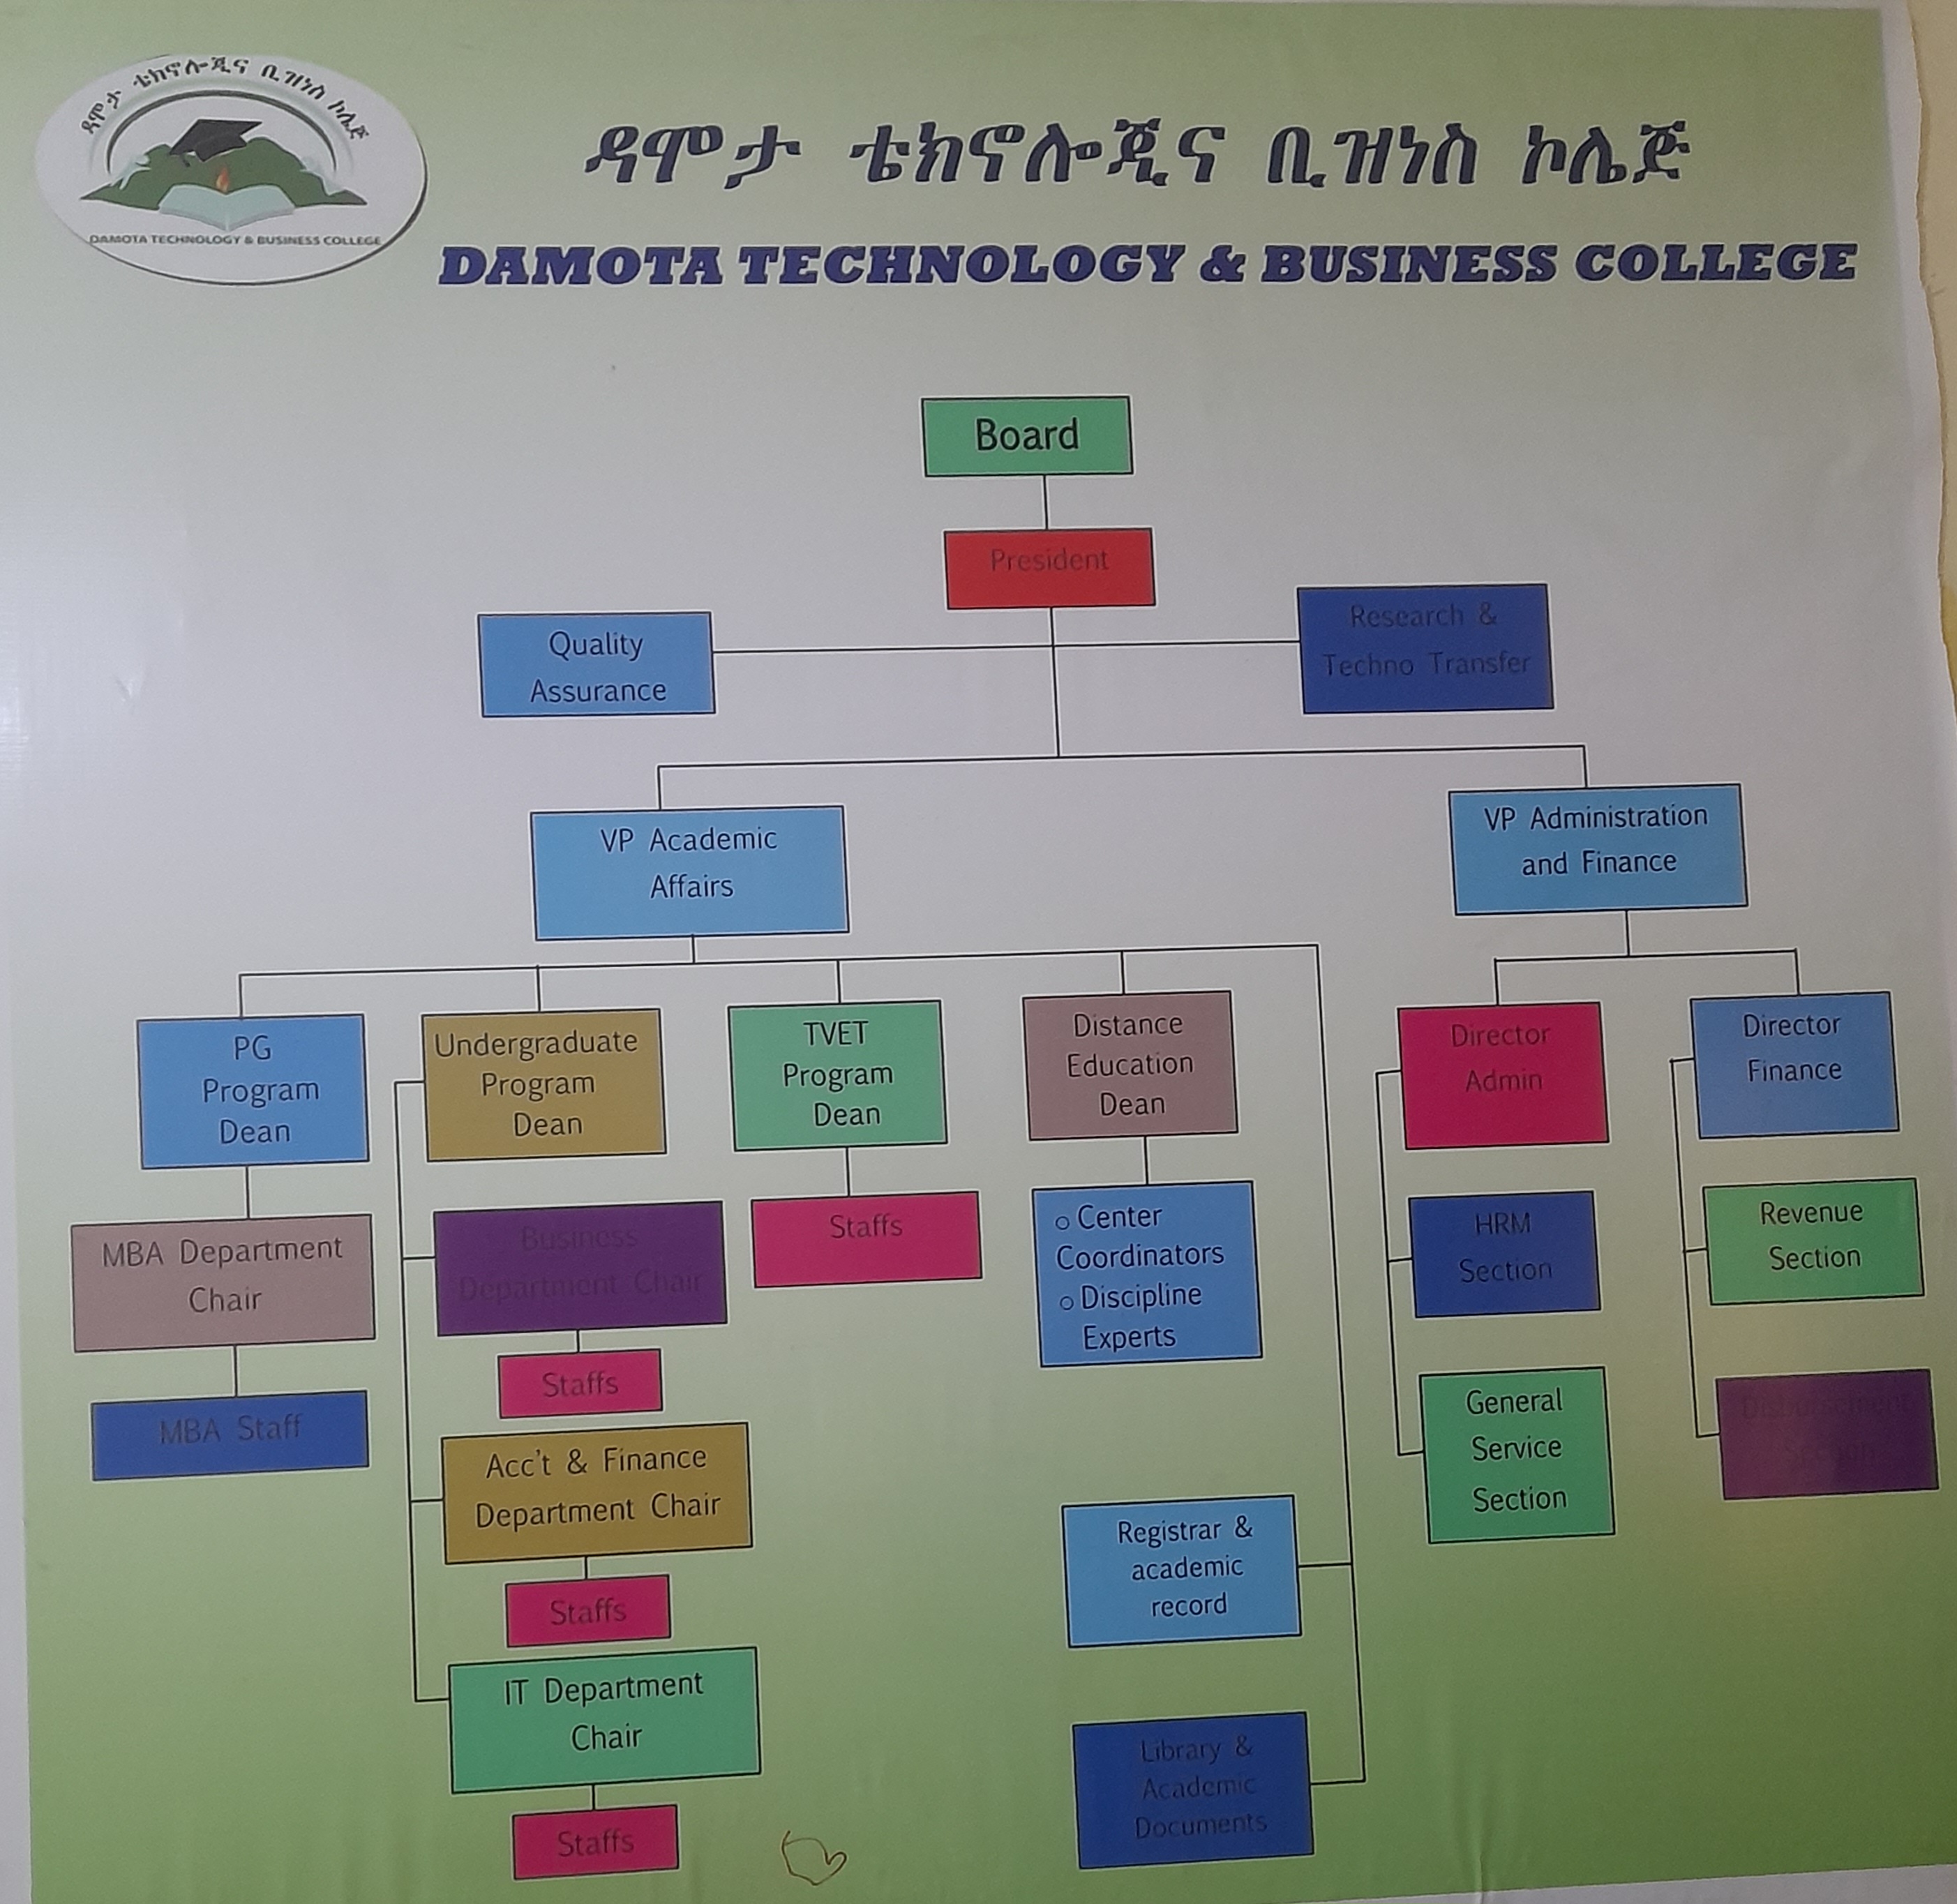 ዳሞታ ቴክኖሎጂና ቢዝነስ ኮሌጅ
DAMOTA TECHNOLOGY & BUSINESS COLLEGE
ዳሞታ ቴክኖሎጂና ቢዝነስ ኮሌጅ
DAMOTA TECHNOLOGY & BUSINESS COLLEGE
Board
President
Quality
Assurance
Research &
Techno Transfer
VP Academic
Affairs
VP Administration
and Finance
PG
Program
Dean
Undergraduate
Program
Dean
TVET
Program
Dean
Distance
Education
Dean
Director
Admin
Director
Finance
MBA Department
Chair
Business
Department Chair
Staffs
Center
Coordinators
Discipline
Experts
HRM
Section
Revenue
Section
MBA Staff
Staffs
General
Service
Section
Disbursement
Section
Acc't & Finance
Department Chair
Staffs
Registrar &
academic
record
IT Department
Chair
Staffs
Library &
Academic
Documents